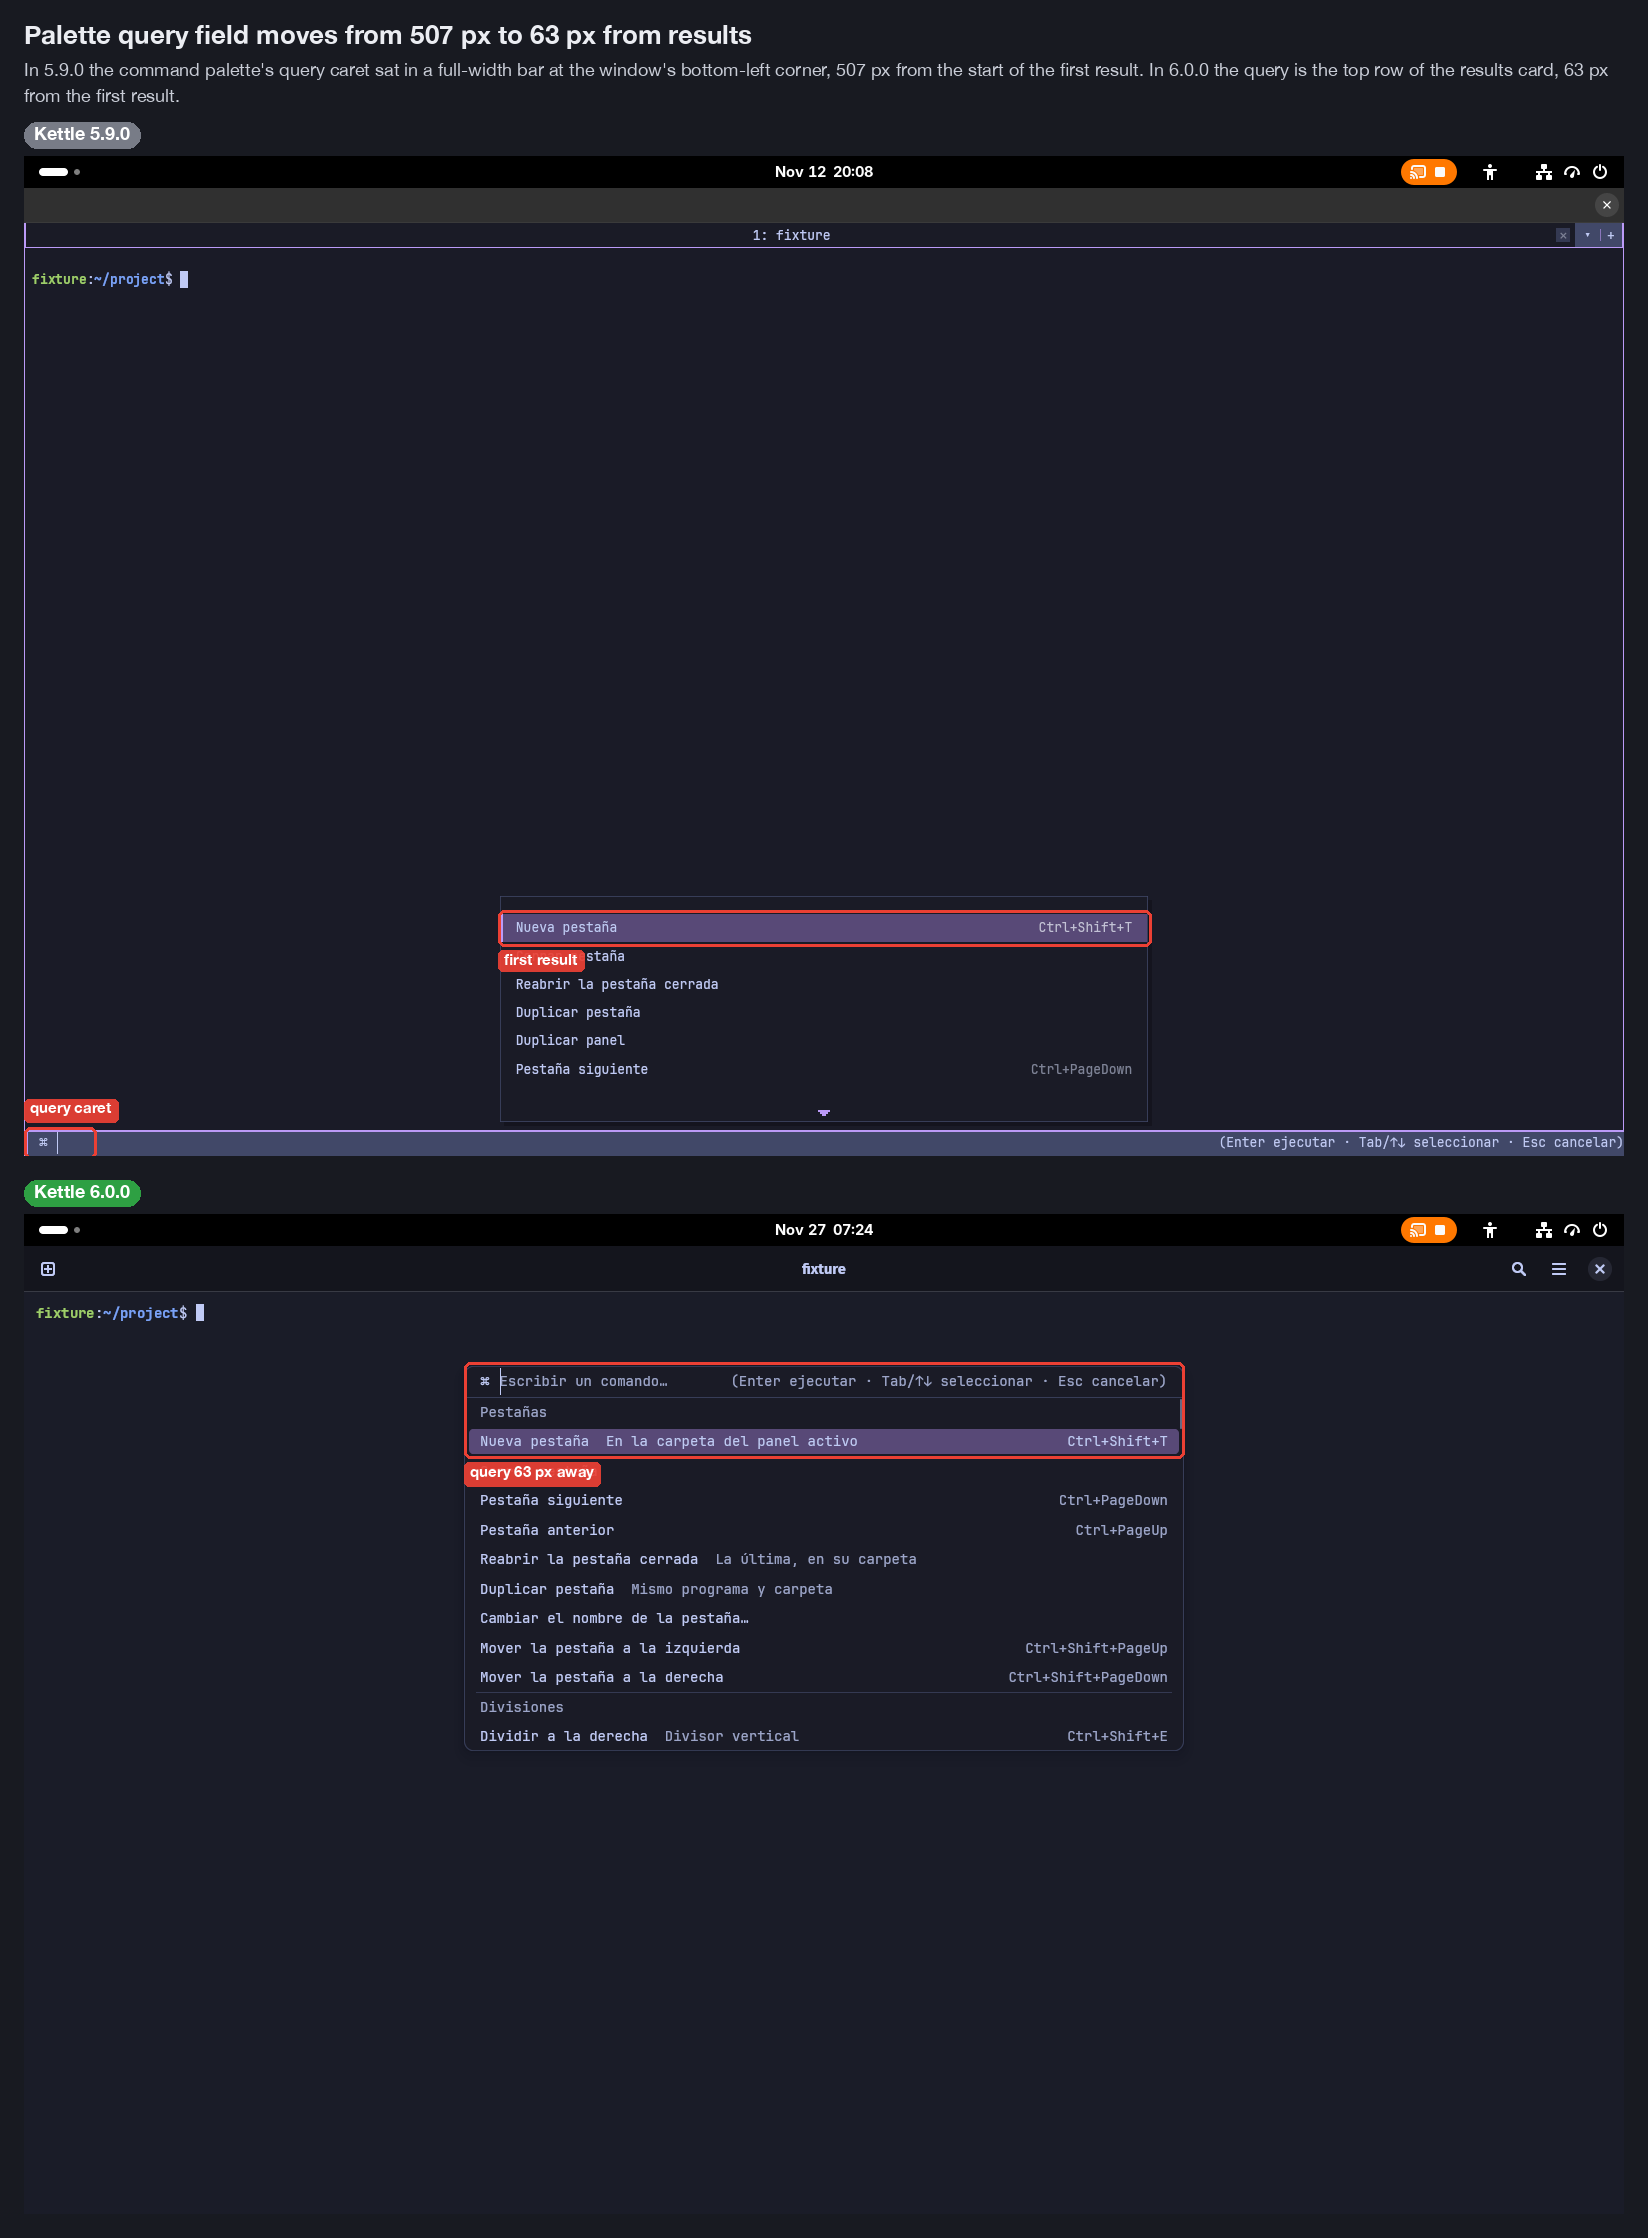 Palette query field moves from 507 px to 63 px from results
In 5.9.0 the command palette's query caret sat in a full-width bar at the window's bottom-left corner, 507 px from the start of the first result. In 6.0.0 the query is the top row of the results card, 63 px
from the first result.
Kettle 5.9.0
Nov 12 20:08
1: fixture
fixture:~/project$
Nueva pestaña Ctrl+Shift+T
first result
staña
Reabrir la pestaña cerrada
Duplicar pestaña
Duplicar panel
Pestaña siguiente Ctrl+PageDown
query caret
⌘ (Enter ejecutar · Tab/↑↓ seleccionar · Esc cancelar)
Kettle 6.0.0
Nov 27 07:24
fixture
fixture:~/project$
⌘ Escribir un comando… (Enter ejecutar · Tab/↑↓ seleccionar · Esc cancelar)
Pestañas
Nueva pestaña En la carpeta del panel activo Ctrl+Shift+T
query 63 px away
Pestaña siguiente Ctrl+PageDown
Pestaña anterior Ctrl+PageUp
Reabrir la pestaña cerrada La última, en su carpeta
Duplicar pestaña Mismo programa y carpeta
Cambiar el nombre de la pestaña…
Mover la pestaña a la izquierda Ctrl+Shift+PageUp
Mover la pestaña a la derecha Ctrl+Shift+PageDown
Divisiones
Dividir a la derecha Divisor vertical Ctrl+Shift+E